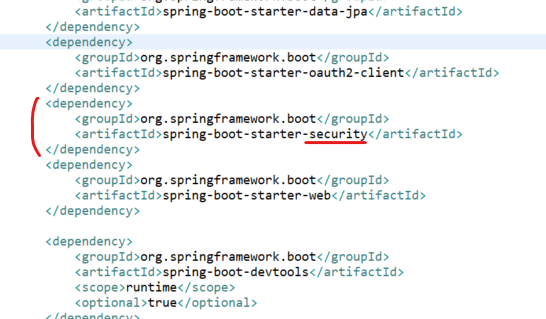 <artifactId>spring-boot-starter-data-jpa</artifactId>
</dependency>
<dependency>
<groupId>org.springframework.boot</groupId>
<artifactId>spring-boot-starter-oauth2-client</artifactId>
</dependency>
<dependency>
<groupId>org.springframework.boot</groupId>
<artifactId>spring-boot-starter-security</artifactId>
</dependency>
<dependency>
<groupId>org.springframework.boot</groupId>
<artifactId>spring-boot-starter-web</artifactId>
</dependency>
<dependency>
<groupId>org.springframework.boot</groupId>
<artifactId>spring-boot-devtools</artifactId>
<scope>runtime</scope>
<optional>true</optional>
</dependency>